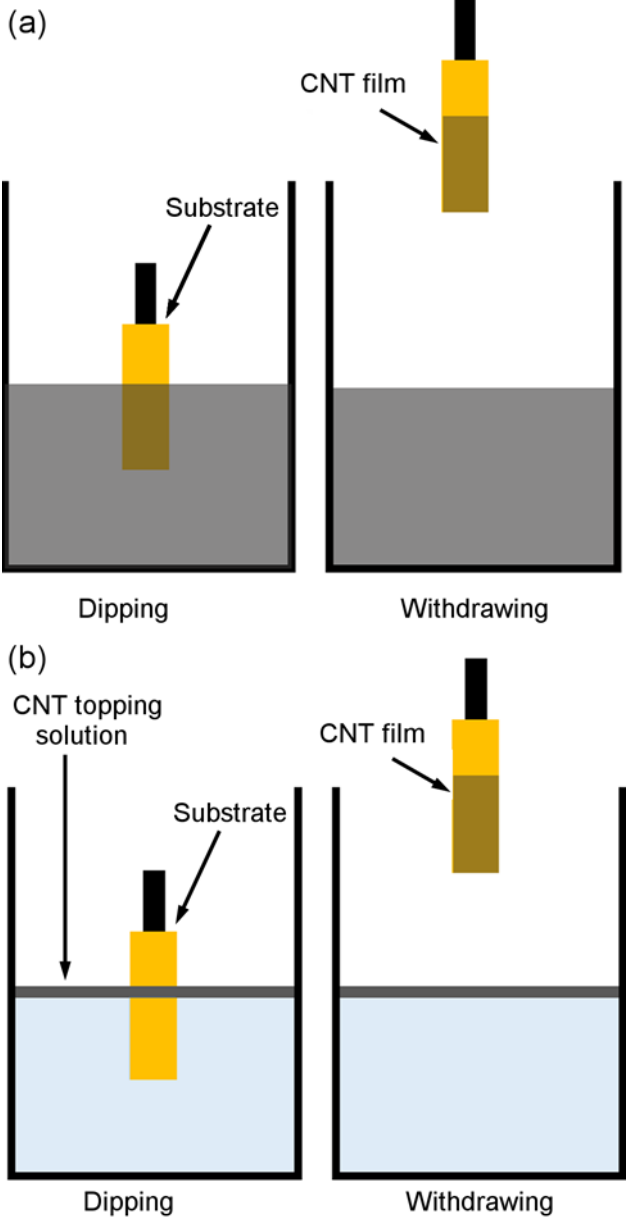 (a)
CNT film
Substrate
Dipping
Withdrawing
(b)
CNT topping
solution
CNT film
Substrate
Dipping
Withdrawing